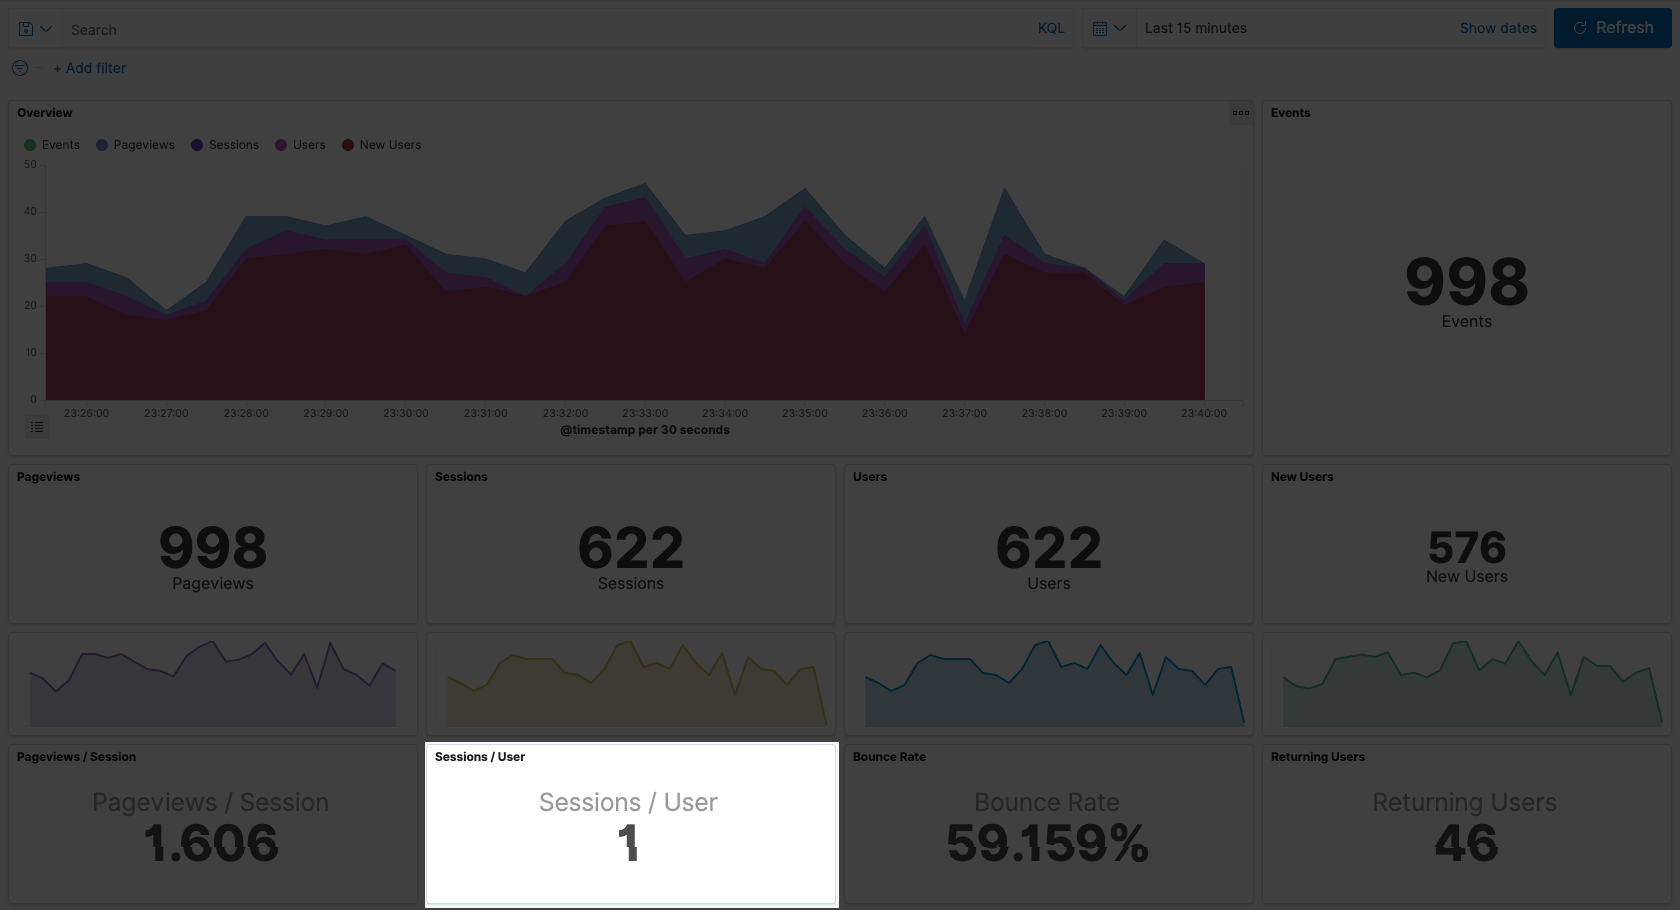 Search
KQL
Last 15 minutes
Show dates
Refresh
+ Add filter
Overview
Events
Pageviews
Sessions
Users
New Users
50
40
30
20
10
0
23:26:00
23:27:00
23:28:00
23:29:00
23:30:00
23:31:00
23:32:00
23:33:00
23:34:00
23:35:00
23:36:00
23:37:00
23:38:00
23:39:00
23:40:00
@timestamp per 30 seconds
Events
998
Events
Pageviews
998
Pageviews
Sessions
622
Sessions
Users
622
Users
New Users
576
New Users
Pageviews / Session
Pageviews / Session
1.606
Sessions / User
Sessions / User
1
Bounce Rate
Bounce Rate
59.159%
Returning Users
Returning Users
46